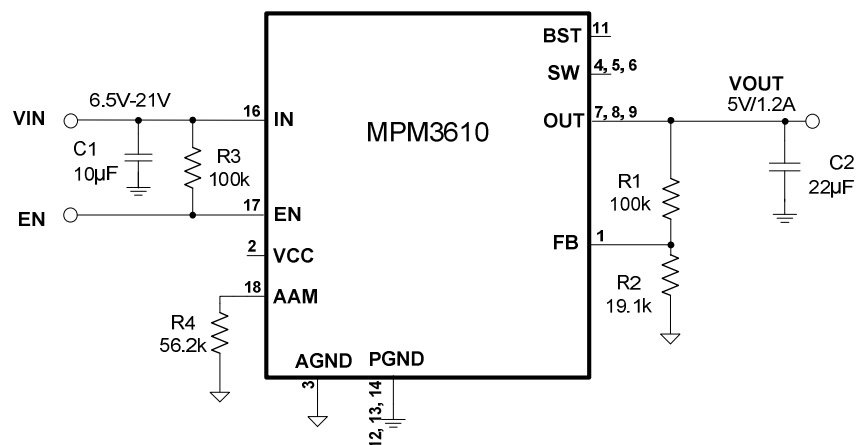 BST
11
SW
4, 5, 6
VIN
6.5V-21V
16
IN
MPM3610
OUT
7, 8, 9
VOUT
5V/1.2A
C1
10µF
R3
100k
C2
22µF
R1
100k
EN
17
EN
FB
1
2
VCC
18
AAM
R2
19.1k
R4
56.2k
AGND
PGND
3
12, 13, 14